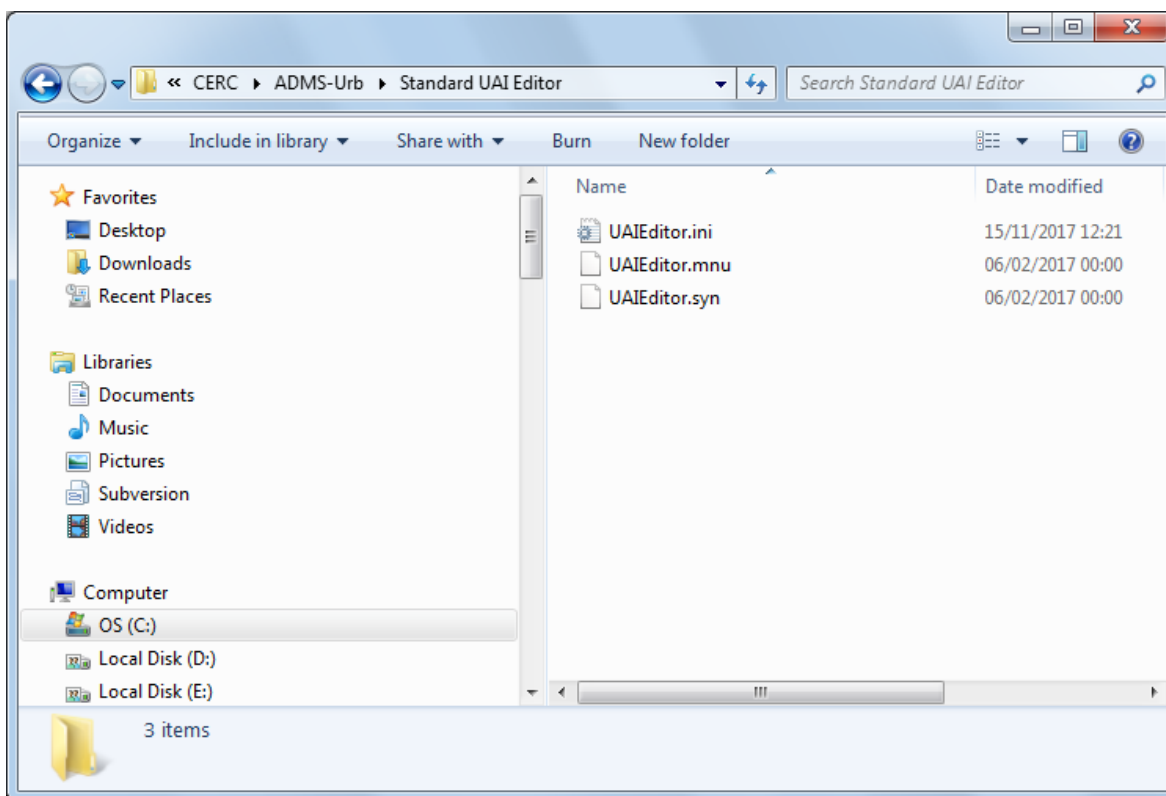 « CERC ▸ ADMS-Urb ▸ Standard UAI Editor
Search Standard UAI Editor
Organize Include in library Share with Burn New folder
Favorites
Desktop
Downloads
Recent Places
Libraries
Documents
Music
Pictures
Subversion
Videos
Computer
OS (C:)
Local Disk (D:)
Local Disk (E:)
Name Date modified
UAIEditor.ini 15/11/2017 12:21
UAIEditor.mnu 06/02/2017 00:00
UAIEditor.syn 06/02/2017 00:00
3 items